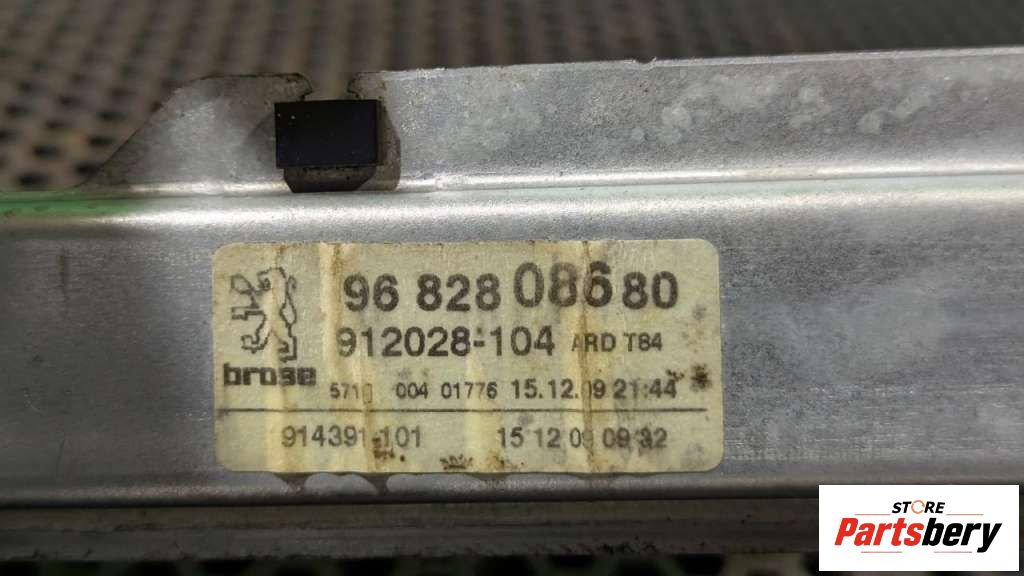 96 828 086 80
912028-104 ARD T84
brose
004 01776 15.12.09 21:44
914391-101 15 12 09 09:32
STORE
Partsbery